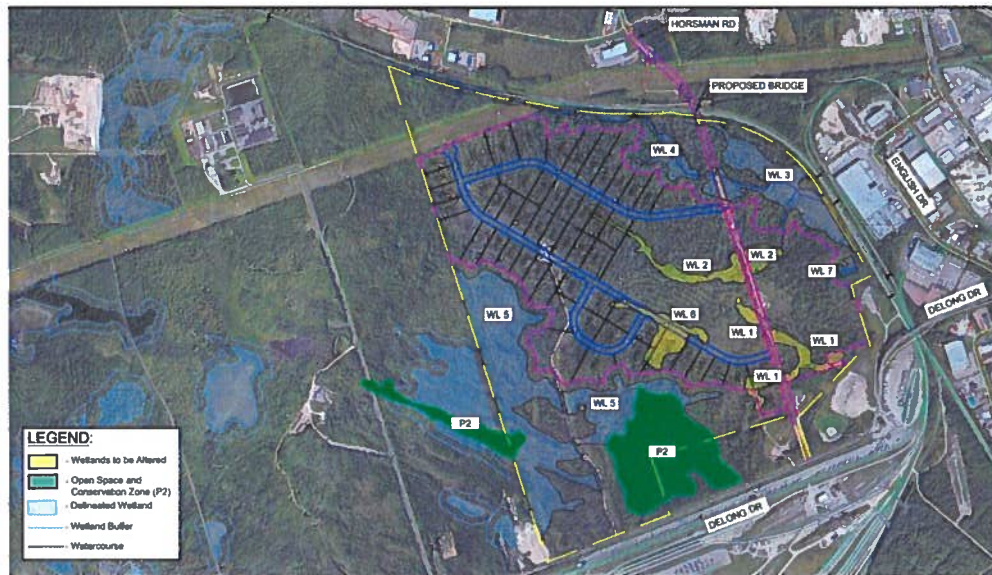 HORSMAN RD
PROPOSED BRIDGE
WL 4
WL 3
ENGLISH DR
WL 2
WL 2
WL 7
DELONG DR
WL 5
WL 6
WL 1
WL 1
WL 1
WL 5
P2
P2
DELONG DR
LEGEND:
- Wetlands to be Altered
- Open Space and
Conservation Zone (P2)
- Delineated Wetland
- Wetland Buffer
- Watercourse